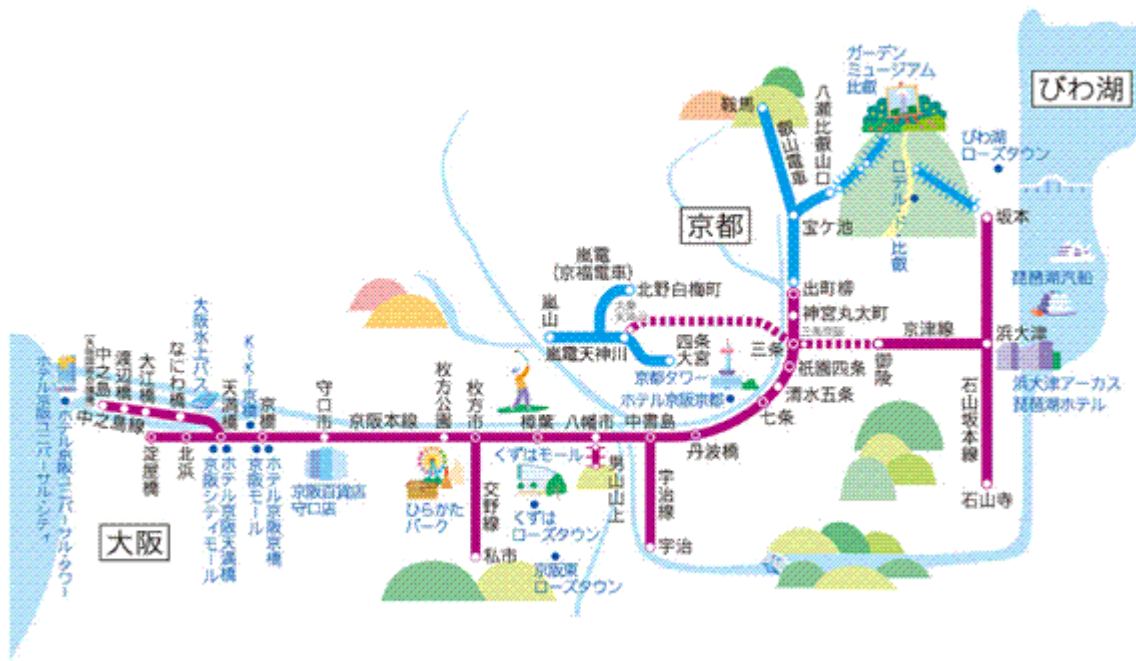 ガーデン
ミュージアム
比叡
びわ湖
鞍馬
八瀬比叡山口
叡山電車
びわ湖
ローズタウン
ロテル・ド・比叡
坂本
京都
宝ケ池
嵐電
(京福電車)
北野白梅町
出町柳
琵琶湖汽船
嵐山
神宮丸太町
京津線
浜大津
嵐電天神川
四条
大宮
三条
御陵
祇園四条
京都タワー
ホテル京阪京都
清水五条
七条
浜大津アーカス
琵琶湖ホテル
石山坂本線
石山寺
大阪水上バス
K・K・R京橋
中之島
渡辺橋
大江橋
なにわ橋
中之島線
天満橋
京橋
守口市
京阪本線
枚方公園
枚方市
樟葉
八幡市
中書島
丹波橋
淀屋橋
北浜
くずはモール
男山山上
宇治線
宇治
ホテル京阪ユニバーサルシティ
ホテル京阪ユニバーサルタワー
京阪シティモール
ホテル京阪天満橋
京阪モール
ホテル京阪京橋
京阪百貨店
守口店
ひらかた
パーク
交野線
私市
くずは
ローズタウン
京阪東
ローズタウン
大阪